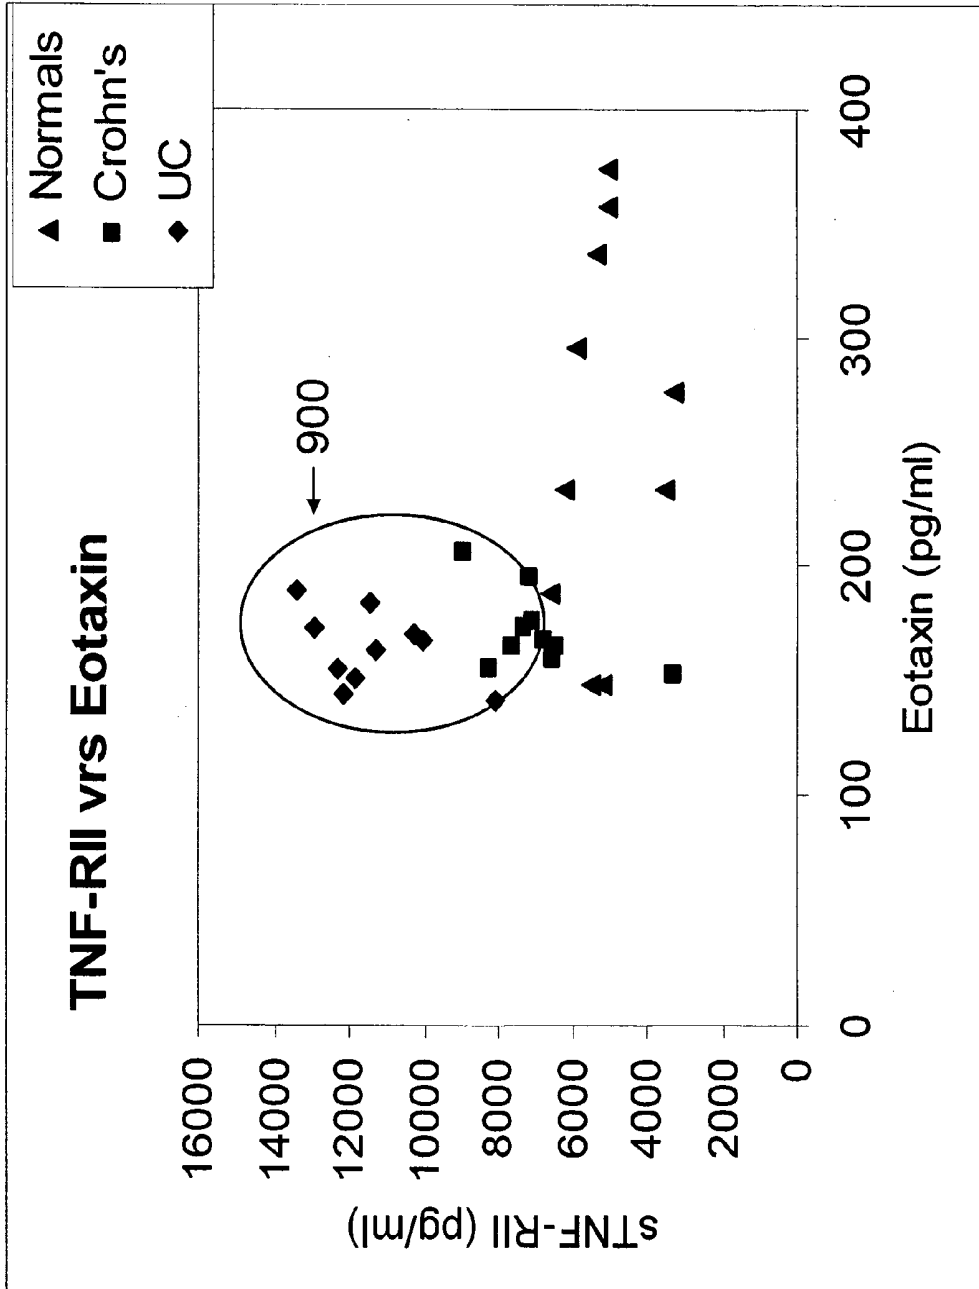 TNF-RII vrs Eotaxin
▲ Normals
■ Crohn's
◆ UC
900
sTNF-RII (pg/ml)
16000
14000
12000
10000
8000
6000
4000
2000
0
0
100
200
300
400
Eotaxin (pg/ml)